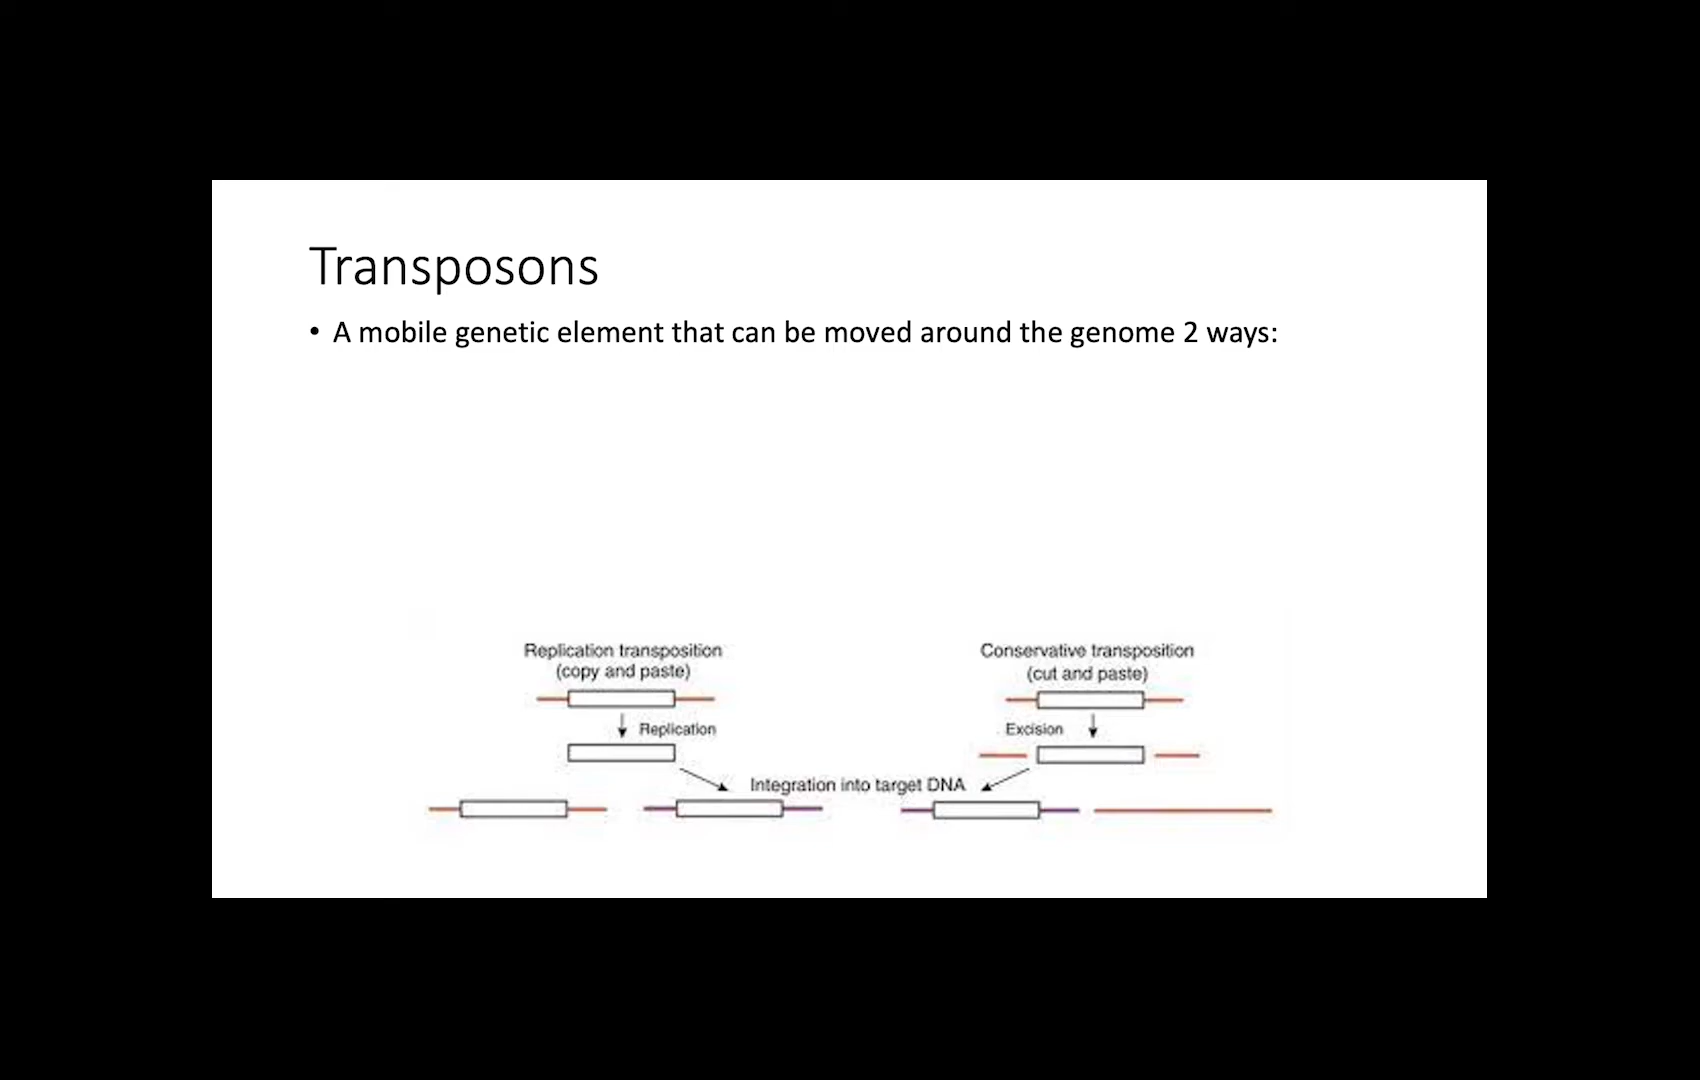 Transposons
• A mobile genetic element that can be moved around the genome 2 ways:
Replication transposition
(copy and paste)
Replication
Conservative transposition
(cut and paste)
Excision
Integration into target DNA